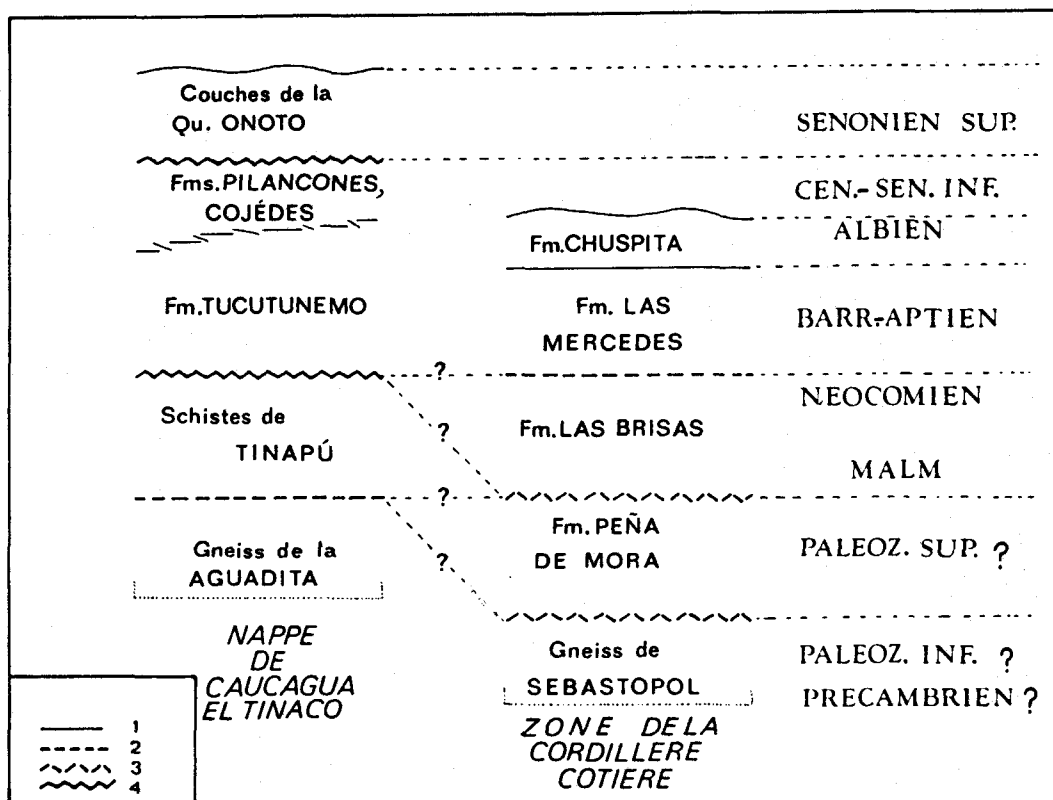 Couches de la
Qu. ONOTO
Fms. PILANCONES,
COJÉDES
Fm. TUCUTUNEMO
Schistes de
TINAPÚ
Gneiss de la
AGUADITA
NAPPE
DE
CAUCAGUA
EL TINACO
Fm. CHUSPITA
Fm. LAS
MERCEDES
Fm. LAS BRISAS
Fm. PEÑA
DE MORA
Gneiss de
SEBASTOPOL
ZONE DE LA
CORDILLERE
COTIERE
?
?
?
?
SENONIEN SUP.
CEN.- SEN. INF.
ALBIEN
BARR-APTIEN
NEOCOMIEN
MALM
PALEOZ. SUP. ?
PALEOZ. INF. ?
PRECAMBRIEN ?
1
2
3
4